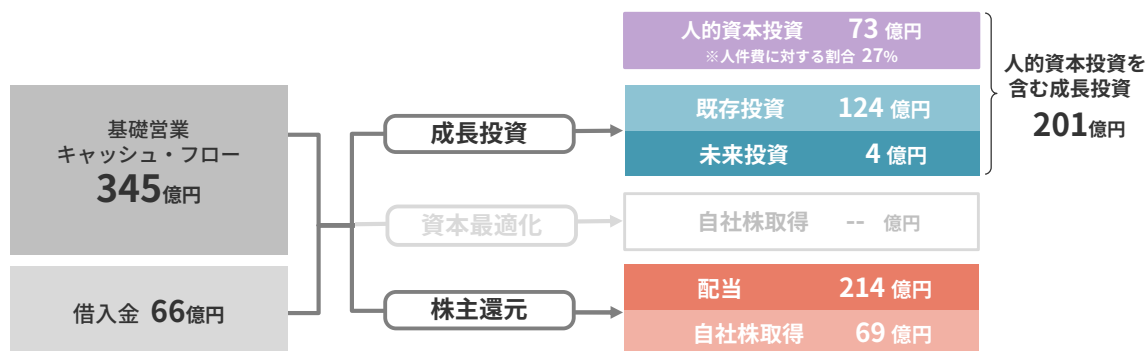 基礎営業
キャッシュ・フロー
345億円
借入金 66億円
成長投資
資本最適化
株主還元
人的資本投資 73 億円
※人件費に対する割合 27%
既存投資 124 億円
未来投資 4 億円
自社株取得 -- 億円
配当 214 億円
自社株取得 69 億円
人的資本投資を
含む成長投資
201億円